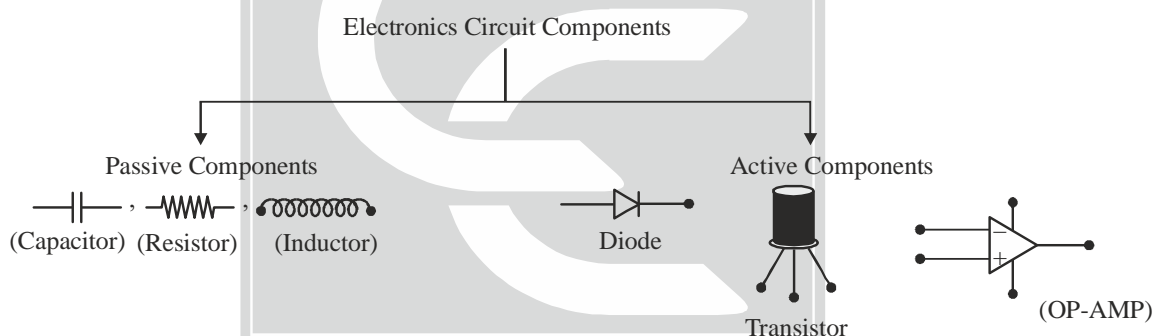 Electronics Circuit Components
Passive Components
Active Components
, ,
(Capacitor) (Resistor) (Inductor)
Diode
Transistor
−
+
(OP-AMP)